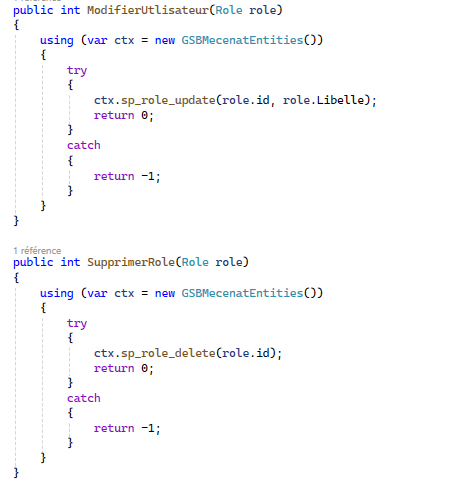 public int ModifierUtlisateur(Role role)
{
using (var ctx = new GSBMecenatEntities())
{
try
{
ctx.sp_role_update(role.id, role.Libelle);
return 0;
}
catch
{
return -1;
}
}
}
1 référence
public int SupprimerRole(Role role)
{
using (var ctx = new GSBMecenatEntities())
{
try
{
ctx.sp_role_delete(role.id);
return 0;
}
catch
{
return -1;
}
}
}